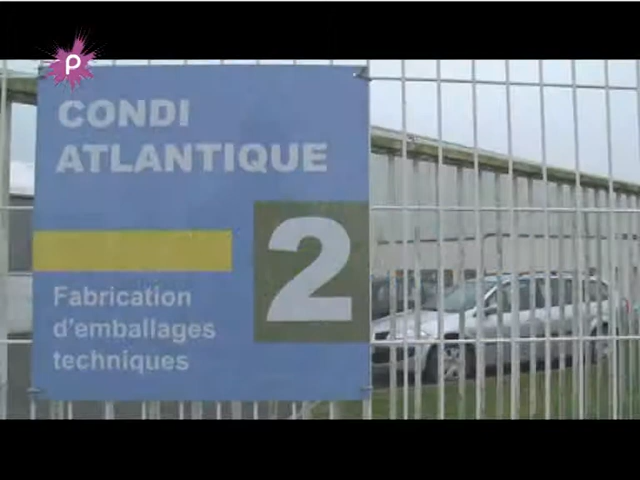 P
CONDI
ATLANTIQUE
2
Fabrication
d'emballages
techniques